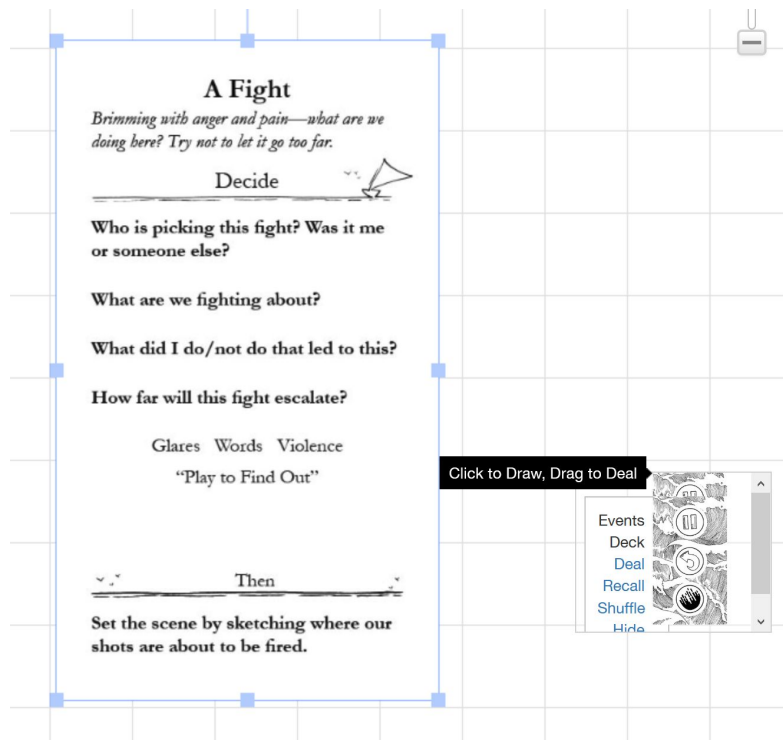 A Fight
Brimming with anger and pain—what are we
doing here? Try not to let it go too far.
Decide
Who is picking this fight? Was it me
or someone else?
What are we fighting about?
What did I do/not do that led to this?
How far will this fight escalate?
Glares Words Violence
“Play to Find Out”
Then
Set the scene by sketching where our
shots are about to be fired.
Click to Draw, Drag to Deal
Events
Deck
Deal
Recall
Shuffle
Hide